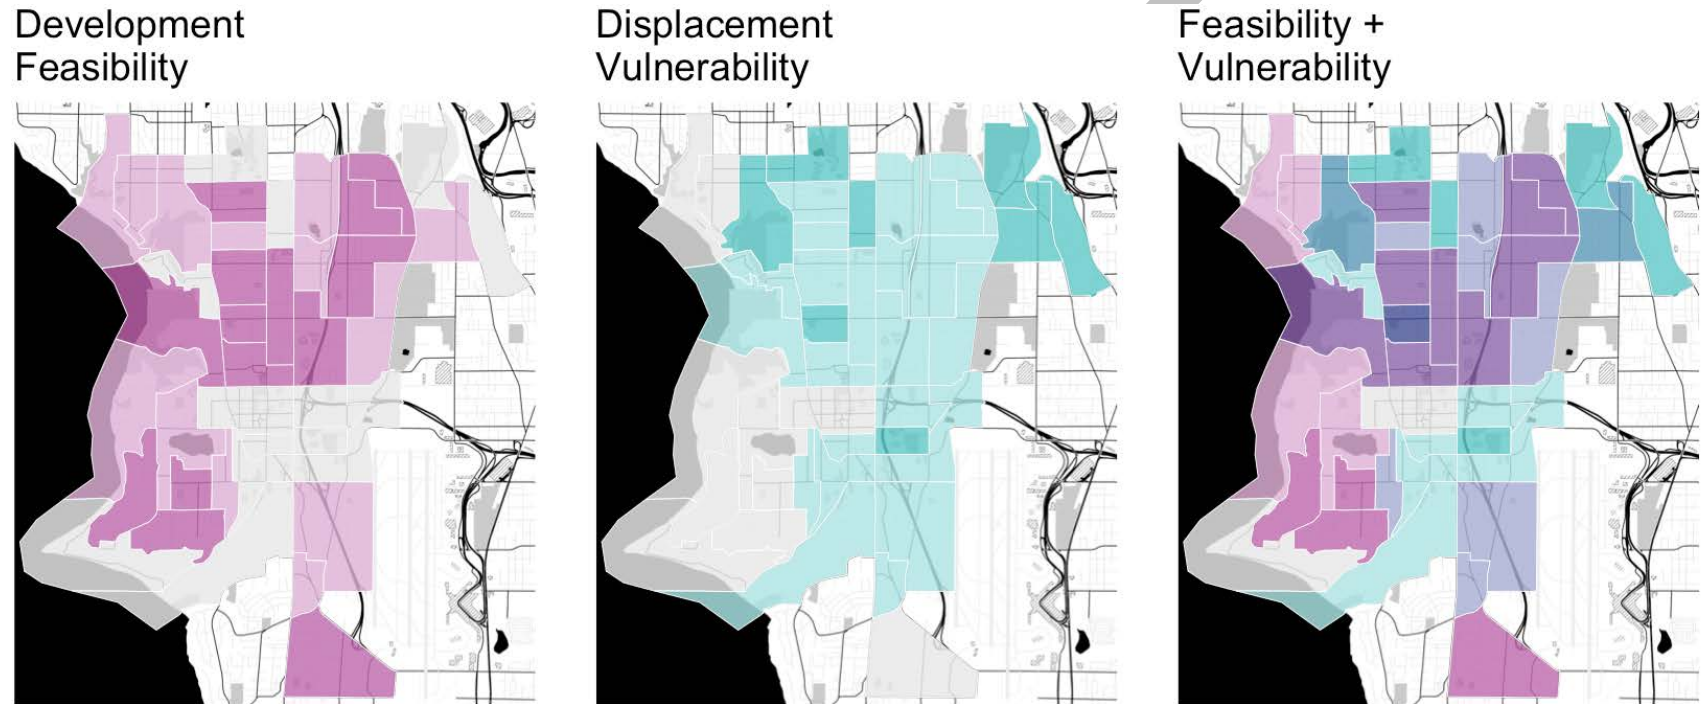 Development
Feasibility
Displacement
Vulnerability
Feasibility +
Vulnerability